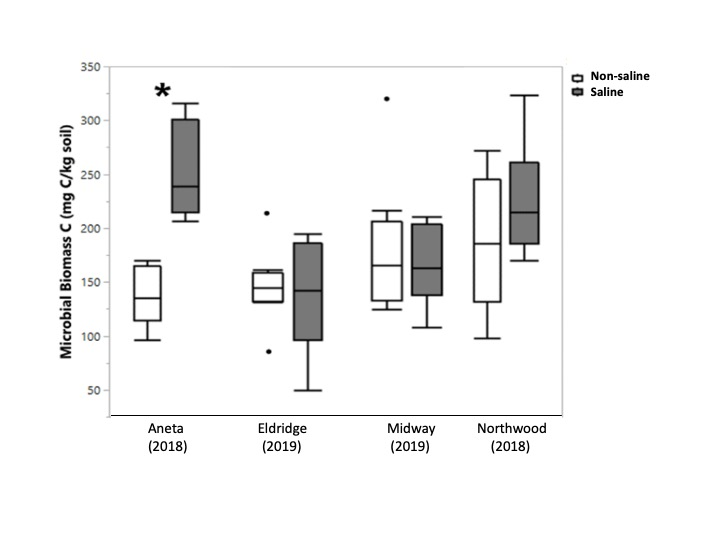 350
300
250
200
150
100
50
Microbial Biomass C (mg C/kg soil)
*
Non-saline
Saline
Aneta
(2018)
Eldridge
(2019)
Midway
(2019)
Northwood
(2018)